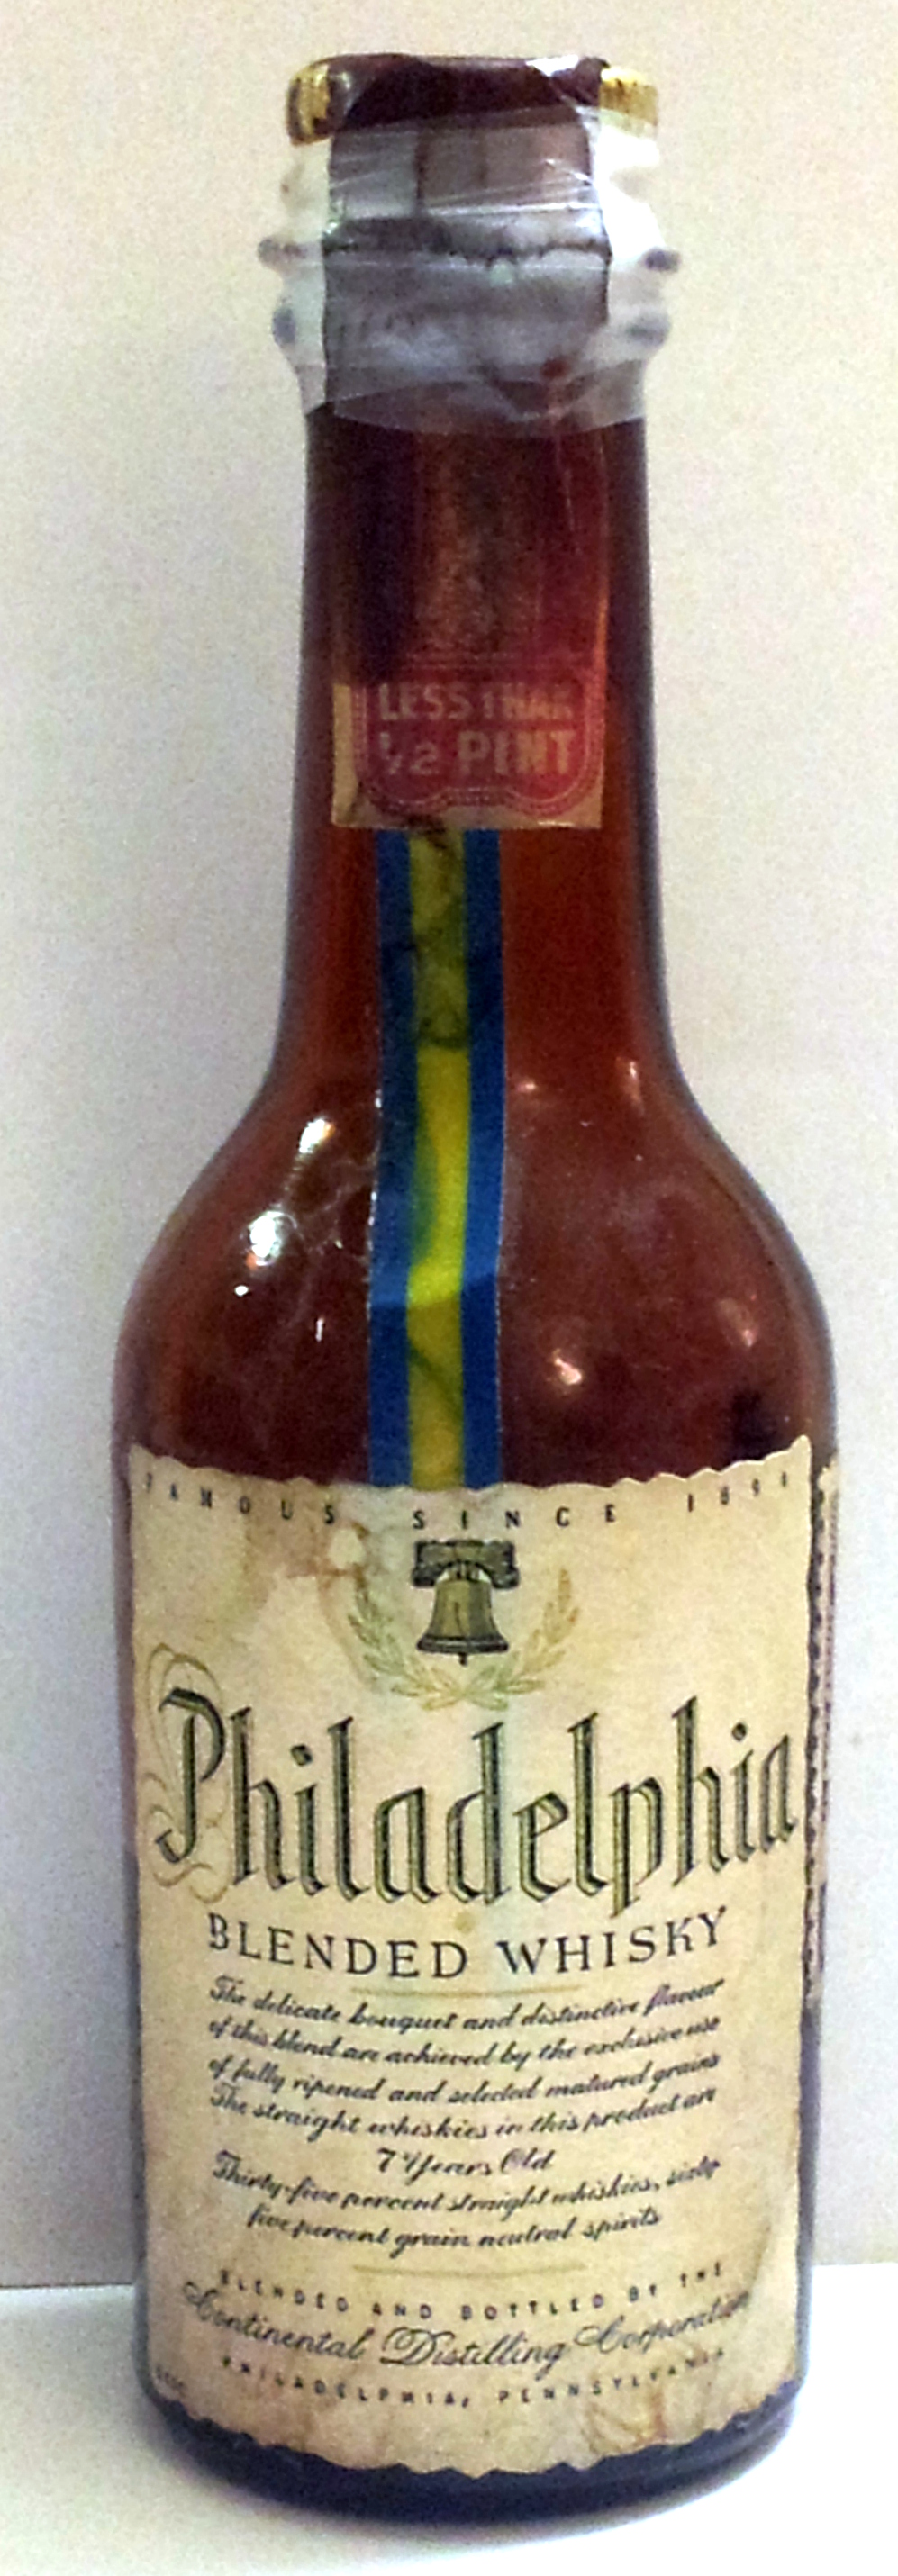 LESS THAN
1/2 PINT
FAMOUS SINCE 1894
Philadelphia
BLENDED WHISKY
The delicate bouquet and distinctive flavour
of this blend are achieved by the exclusive use
of fully ripened and selected matured grains
The straight whiskies in this product are
7 Years Old
Thirty-five percent straight whiskies, sixty
five percent grain neutral spirits
BLENDED AND BOTTLED BY THE
Continental Distilling Corporation
PHILADELPHIA, PENNSYLVANIA